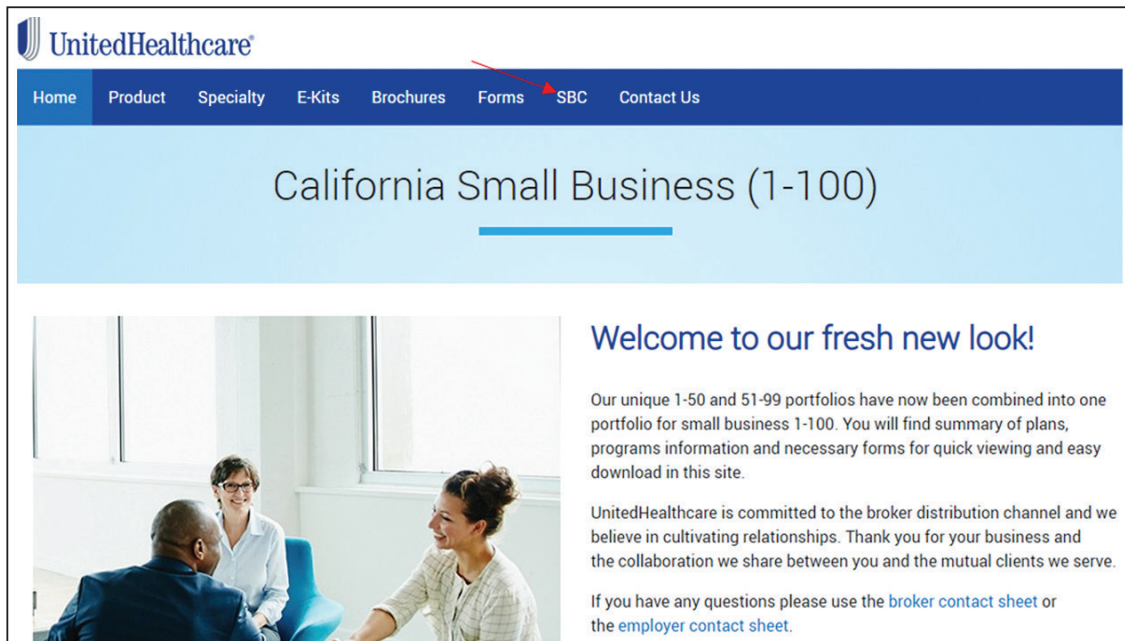 UnitedHealthcare®
Home Product Specialty E-Kits Brochures Forms SBC Contact Us
California Small Business (1-100)
Welcome to our fresh new look!
Our unique 1-50 and 51-99 portfolios have now been combined into one
portfolio for small business 1-100. You will find summary of plans,
programs information and necessary forms for quick viewing and easy
download in this site.
UnitedHealthcare is committed to the broker distribution channel and we
believe in cultivating relationships. Thank you for your business and
the collaboration we share between you and the mutual clients we serve.
If you have any questions please use the broker contact sheet or
the employer contact sheet.